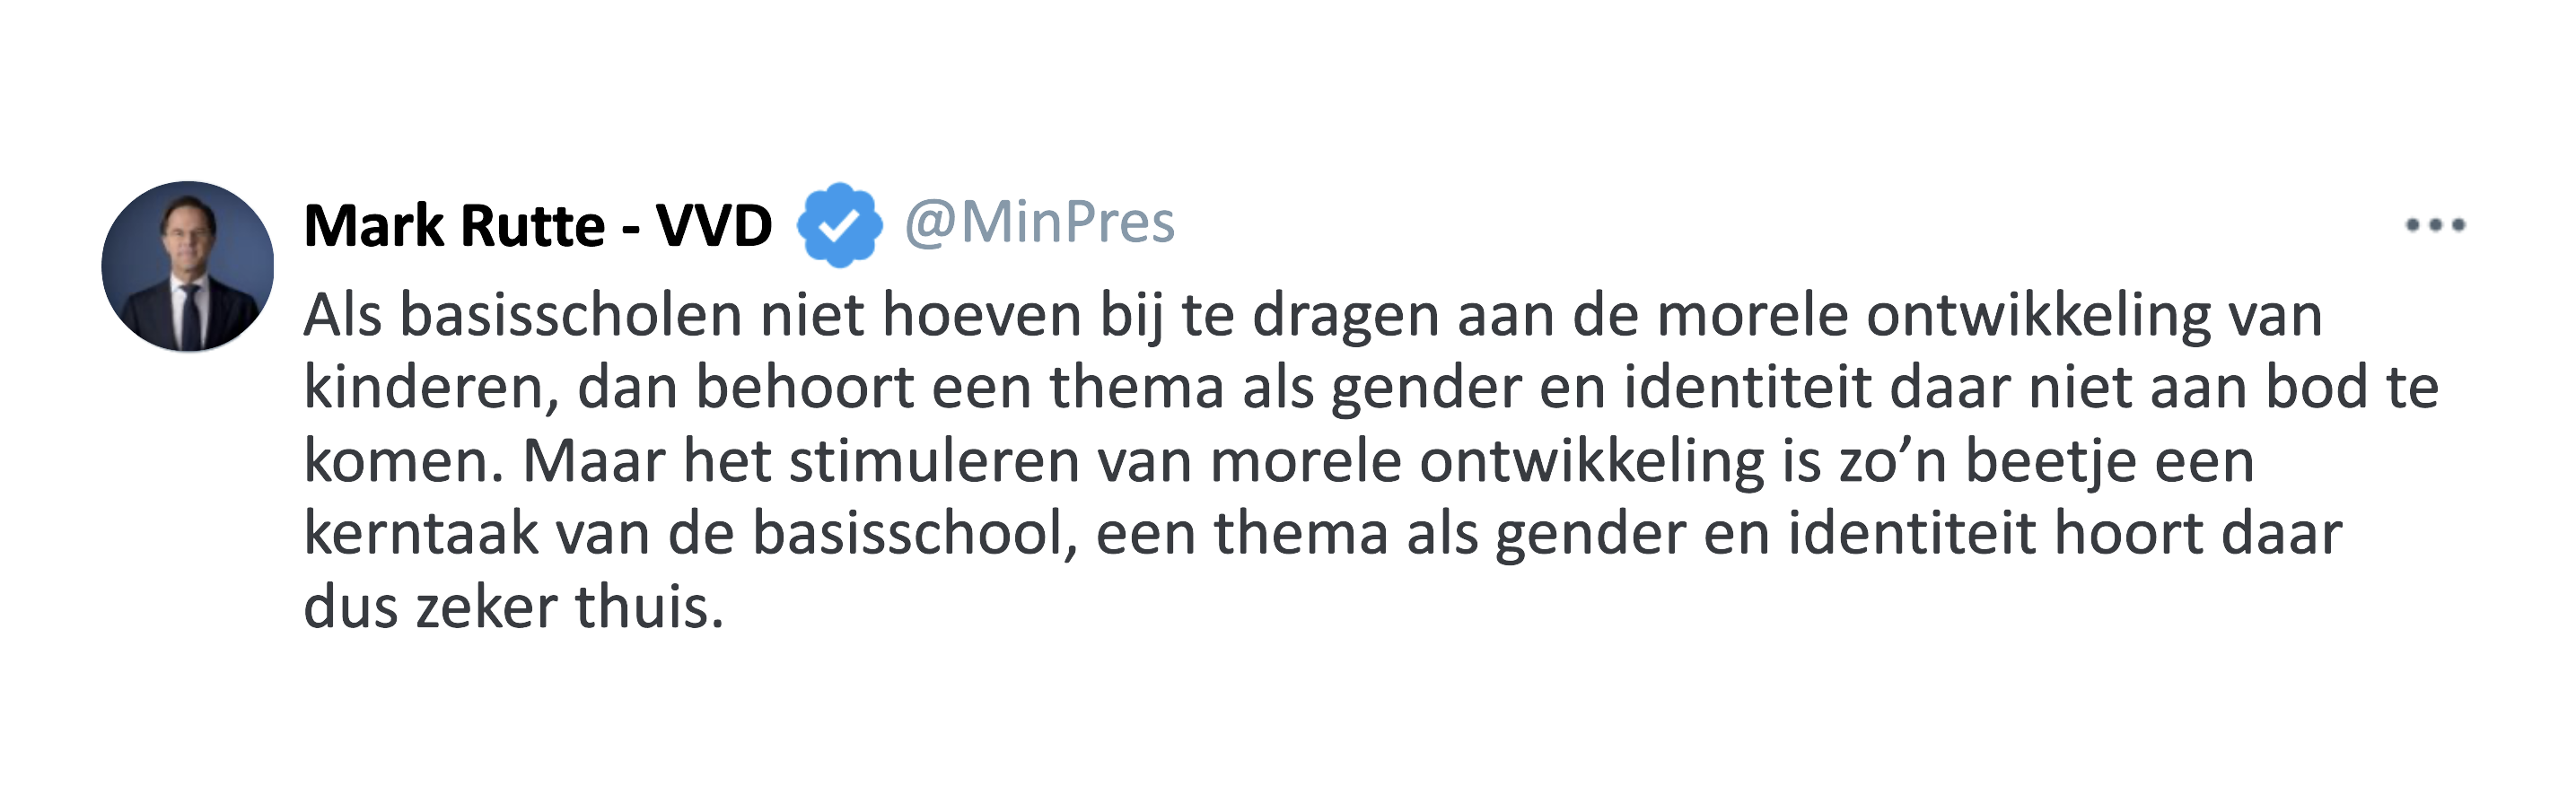 Mark Rutte - VVD @MinPres
Als basisscholen niet hoeven bij te dragen aan de morele ontwikkeling van
kinderen, dan behoort een thema als gender en identiteit daar niet aan bod te
komen. Maar het stimuleren van morele ontwikkeling is zo’n beetje een
kerntaak van de basisschool, een thema als gender en identiteit hoort daar
dus zeker thuis.